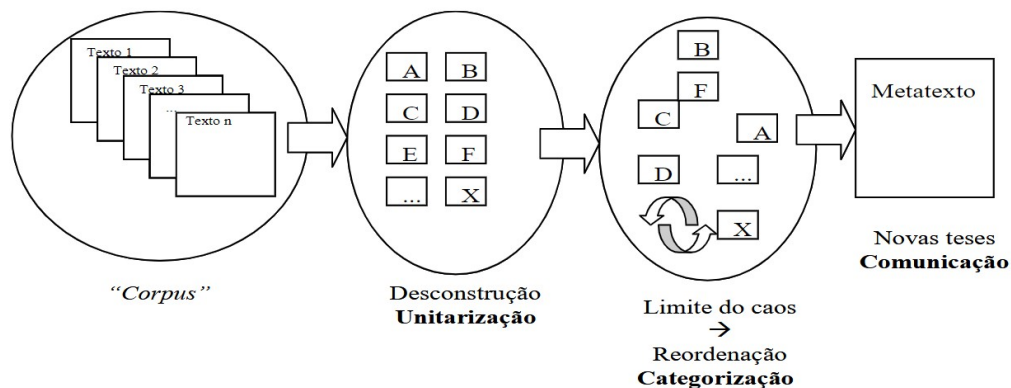 Texto 1
Texto 2
Texto 3
...
Texto n
“Corpus”
A B
C D
E F
... X
Desconstrução
Unitarização
B
F
C
A
D
...
X
Limite do caos
→
Reordenação
Categorização
Metatexto
Novas teses
Comunicação